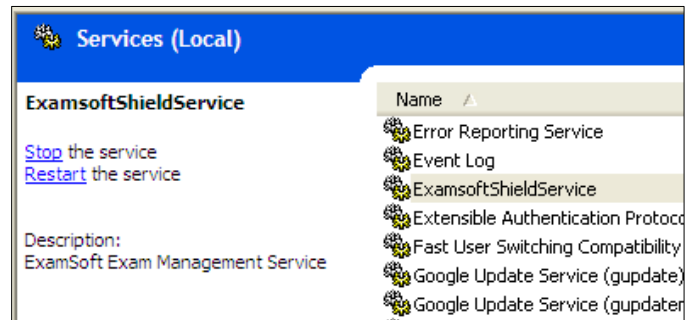 Services (Local)
ExamsoftShieldService
Stop the service
Restart the service
Description:
ExamSoft Exam Management Service
Name
Error Reporting Service
Event Log
ExamsoftShieldService
Extensible Authentication Protoc
Fast User Switching Compatibility
Google Update Service (gupdate)
Google Update Service (gupdatem